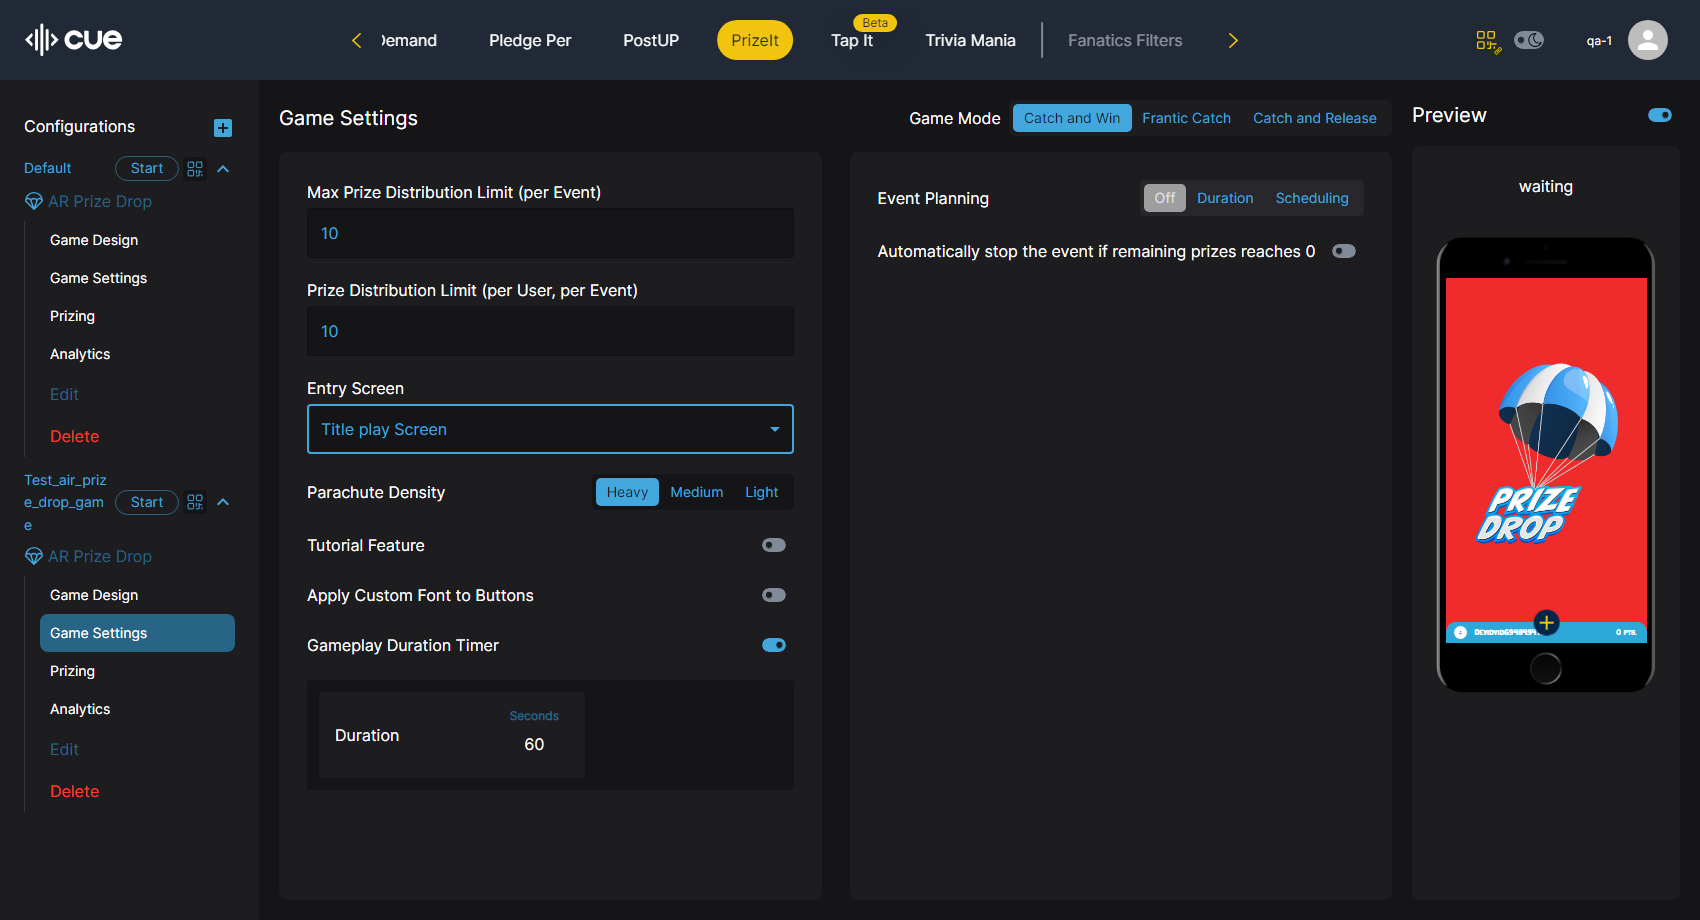 cue
Demand
Pledge Per
PostUP
PrizeIt
Beta
Tap It
Trivia Mania
Fanatics Filters
qa-1
Configurations
Default
Start
AR Prize Drop
Game Design
Game Settings
Prizing
Analytics
Edit
Delete
Test_air_priz
e_drop_gam
e
Start
AR Prize Drop
Game Design
Game Settings
Prizing
Analytics
Edit
Delete
Game Settings
Game Mode
Catch and Win
Frantic Catch
Catch and Release
Max Prize Distribution Limit (per Event)
10
Prize Distribution Limit (per User, per Event)
10
Entry Screen
Title play Screen
Parachute Density
Heavy
Medium
Light
Tutorial Feature
Apply Custom Font to Buttons
Gameplay Duration Timer
Duration
Seconds
60
Event Planning
Off
Duration
Scheduling
Automatically stop the event if remaining prizes reaches 0
Preview
waiting
PRIZE
DROP
0 PTS.